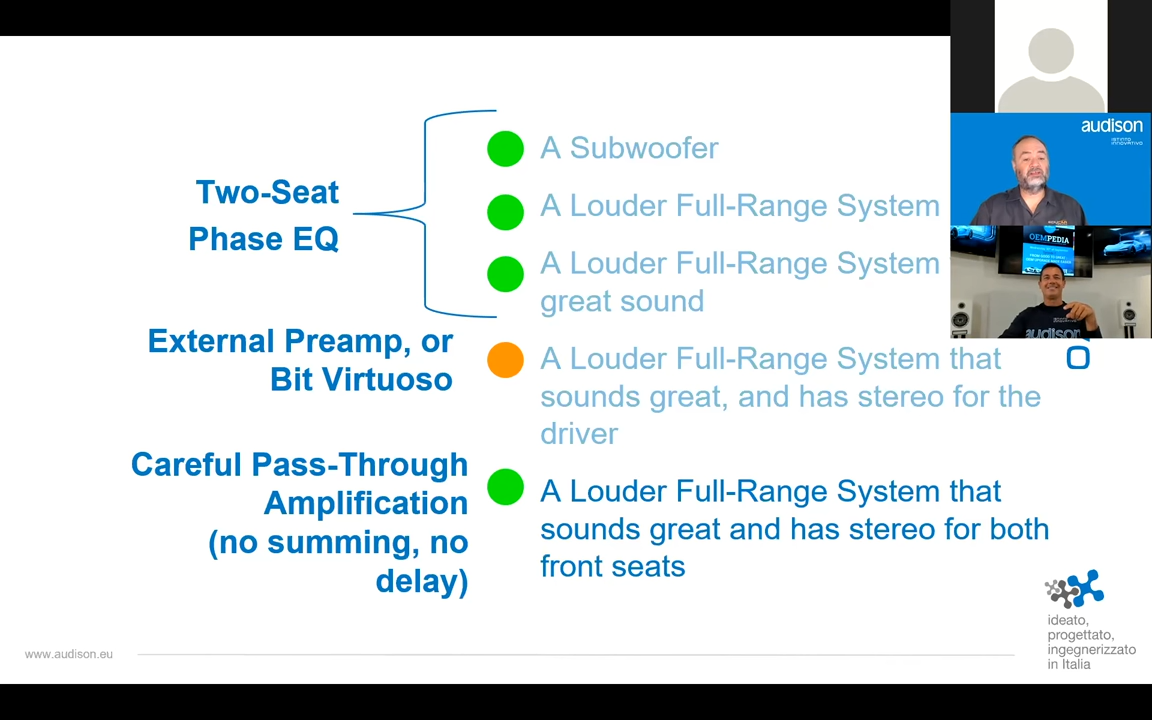 audison
ISTINTO
INNOVATIVO
OEMPEDIA
audison
Two-Seat
Phase EQ
A Subwoofer
A Louder Full-Range System
A Louder Full-Range System
great sound
External Preamp, or
Bit Virtuoso
A Louder Full-Range System that
sounds great, and has stereo for the
driver
Careful Pass-Through
Amplification
(no summing, no
delay)
A Louder Full-Range System that
sounds great and has stereo for both
front seats
ideato,
progettato,
ingegnerizzato
in Italia
www.audison.eu